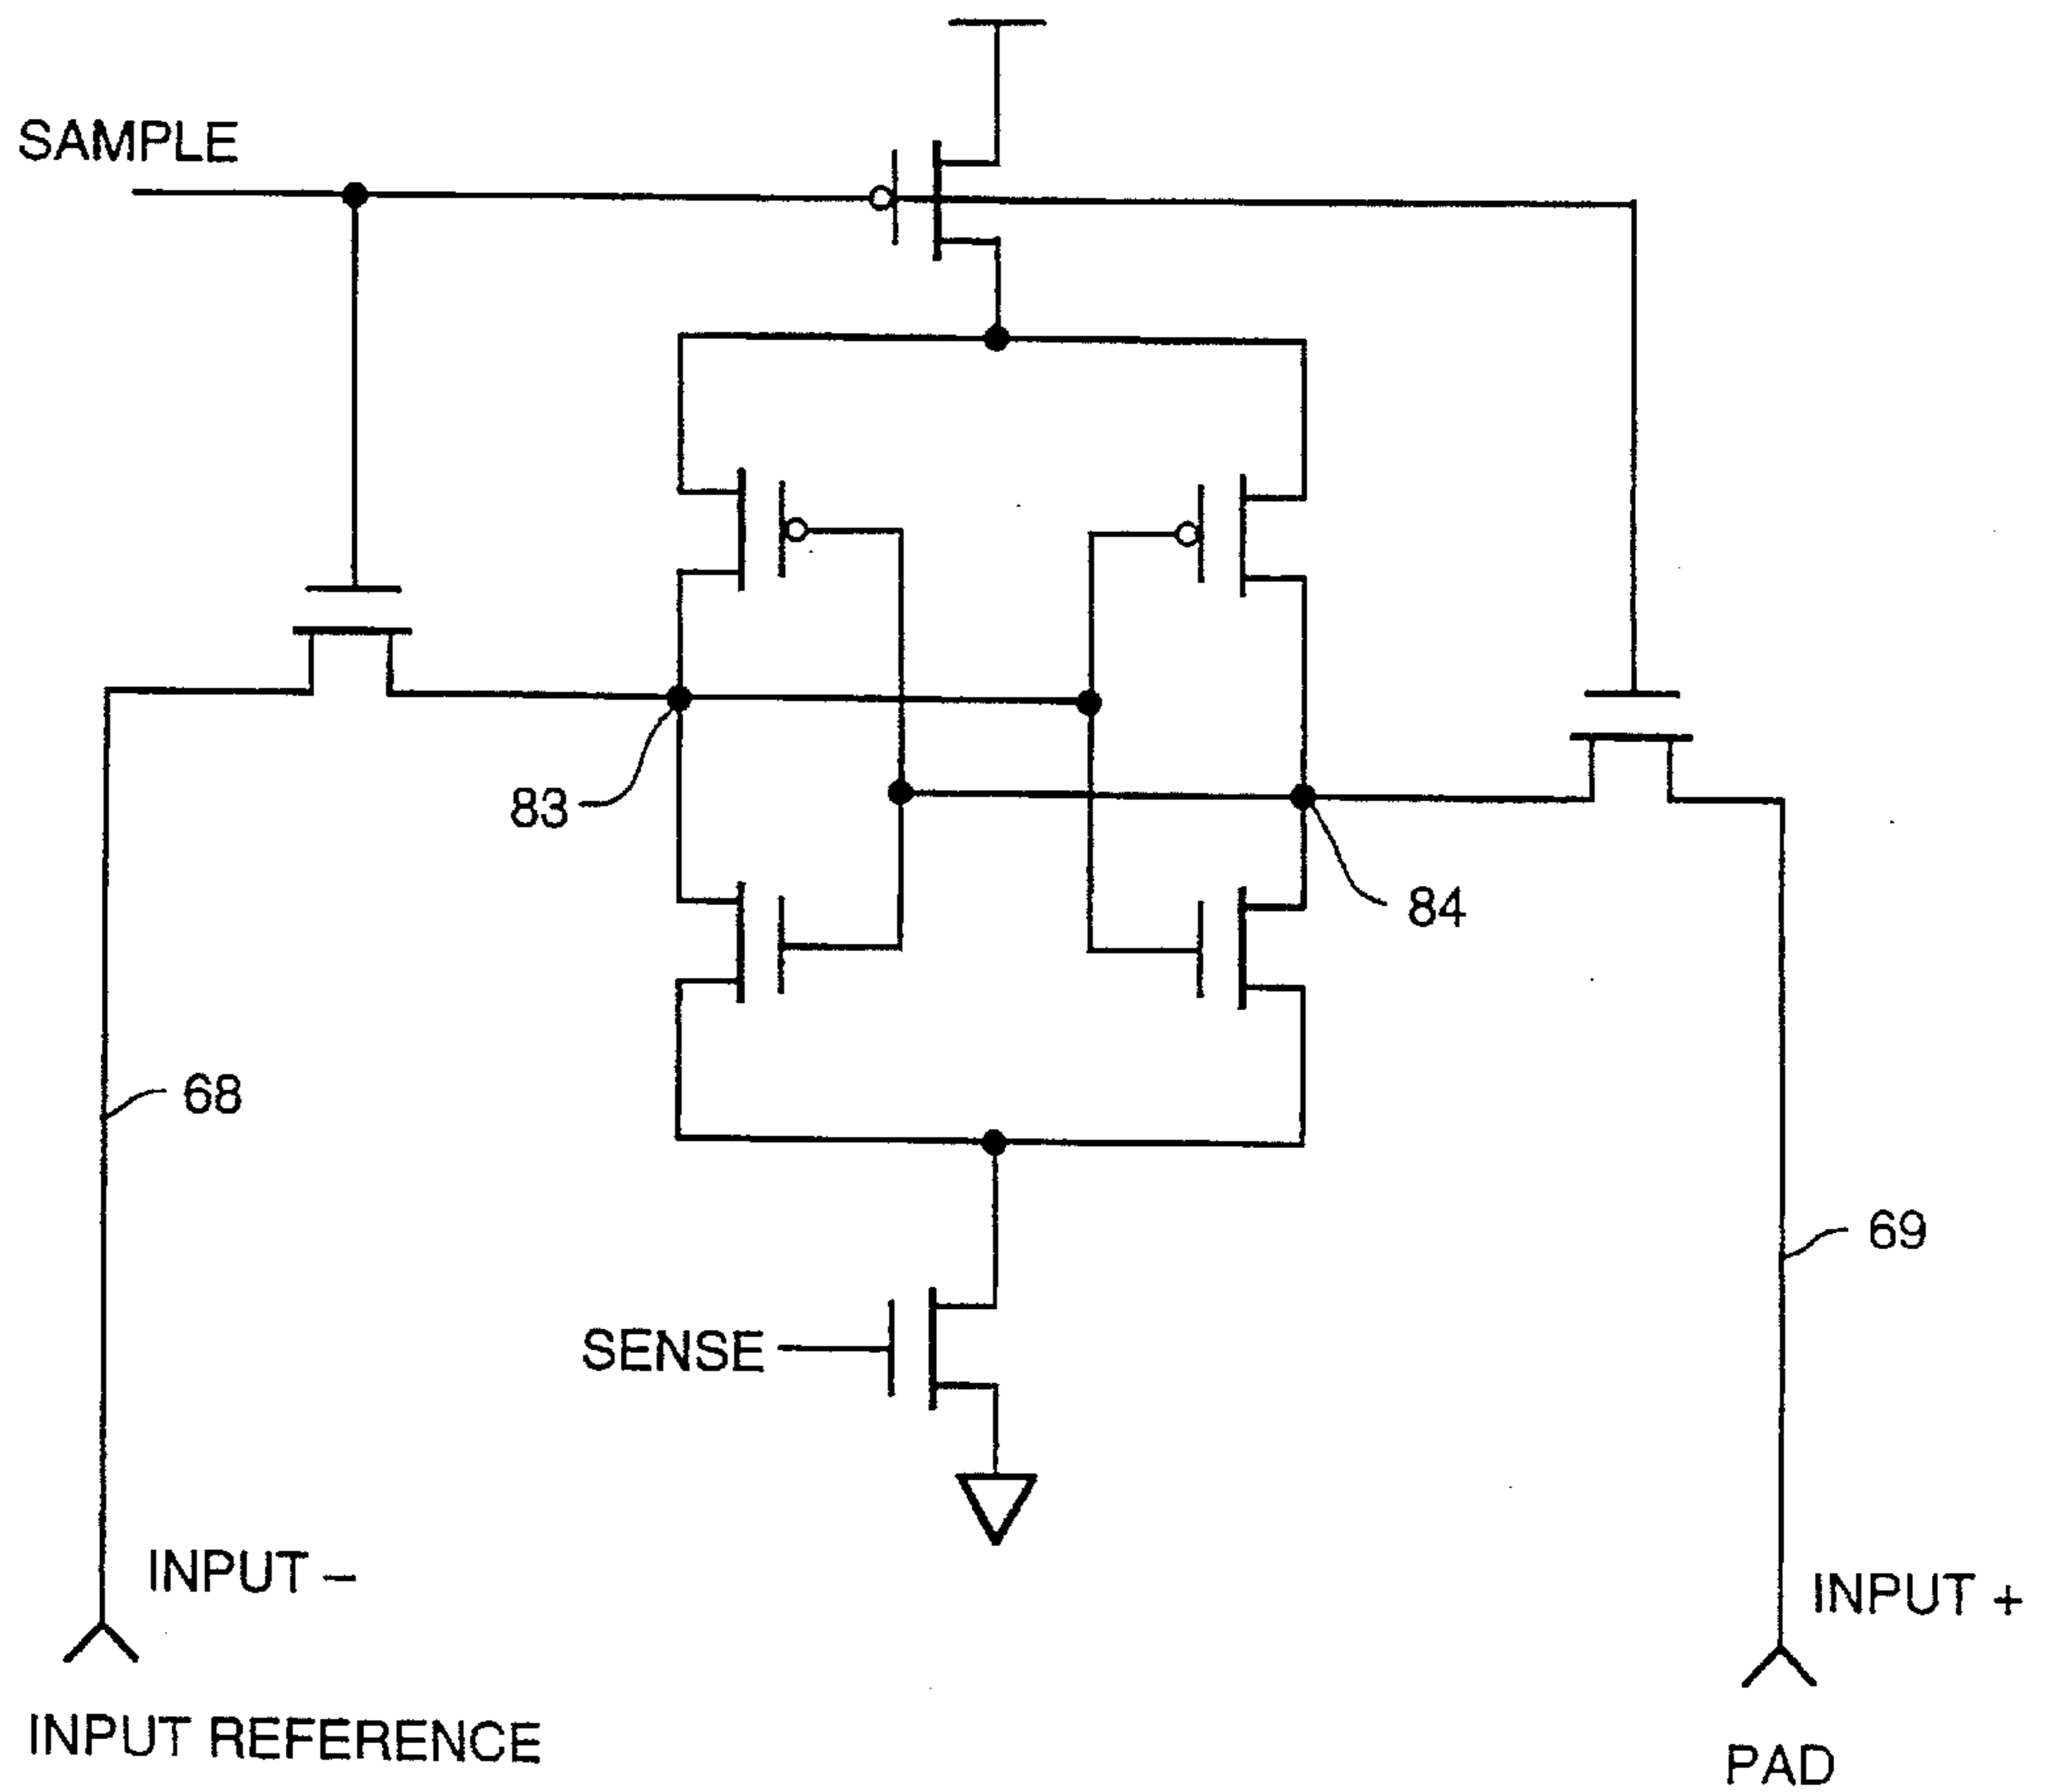 SAMPLE
83
84
68
69
SENSE
INPUT –
INPUT +
INPUT REFERENCE
PAD